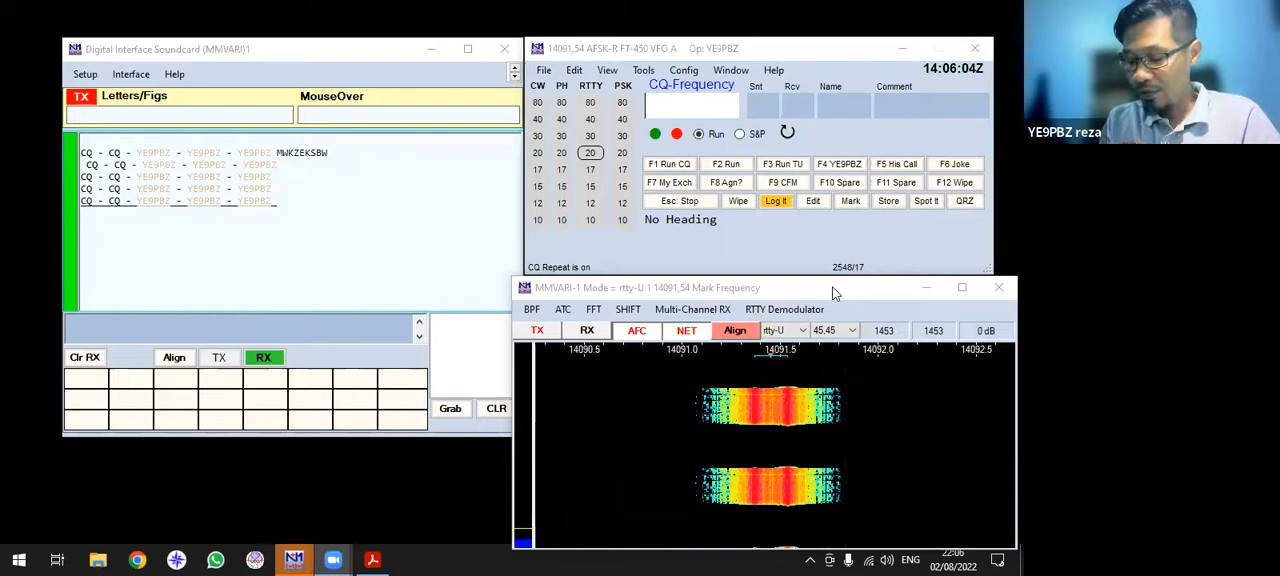 Digital Interface Soundcard (MMVARI)1
Setup Interface Help
TX Letters/Figs MouseOver
CQ - CQ - YE9PBZ - YE9PBZ - YE9PBZ MWKZEKSBW
CQ - CQ - YE9PBZ - YE9PBZ - YE9PBZ
CQ - CQ - YE9PBZ - YE9PBZ - YE9PBZ
CQ - CQ - YE9PBZ - YE9PBZ - YE9PBZ
CQ - CQ - YE9PBZ - YE9PBZ - YE9PBZ_
Clr RX Align TX RX
Grab CLR
14091,54 AFSK-R FT-450 VFO A Op: YE9PBZ
File Edit View Tools Config Window Help 14:06:04Z
CW PH RTTY PSK CQ-Frequency Snt Rcv Name Comment
80 80 80 80
40 40 40 40
30 30 30 30 Run S&P
20 20 20 20
17 17 17 17
15 15 15 15
12 12 12 12
10 10 10 10
F1 Run CQ F2 Run F3 Run TU F4 YE9PBZ F5 His Call F6 Joke
F7 My Exch F8 Agn? F9 CFM F10 Spare F11 Spare F12 Wipe
Esc: Stop Wipe Log It Edit Mark Store Spot It QRZ
No Heading
CQ Repeat is on 2548/17
MMVARI-1 Mode = rtty-U 1 14091,54 Mark Frequency
BPF ATC FFT SHIFT Multi-Channel RX RTTY Demodulator
TX RX AFC NET Align rtty-U 45.45 1453 1453 0 dB
14090.5 14091.0 14091.5 14092.0 14092.5
YE9PBZ reza
ENG 22:06
02/08/2022